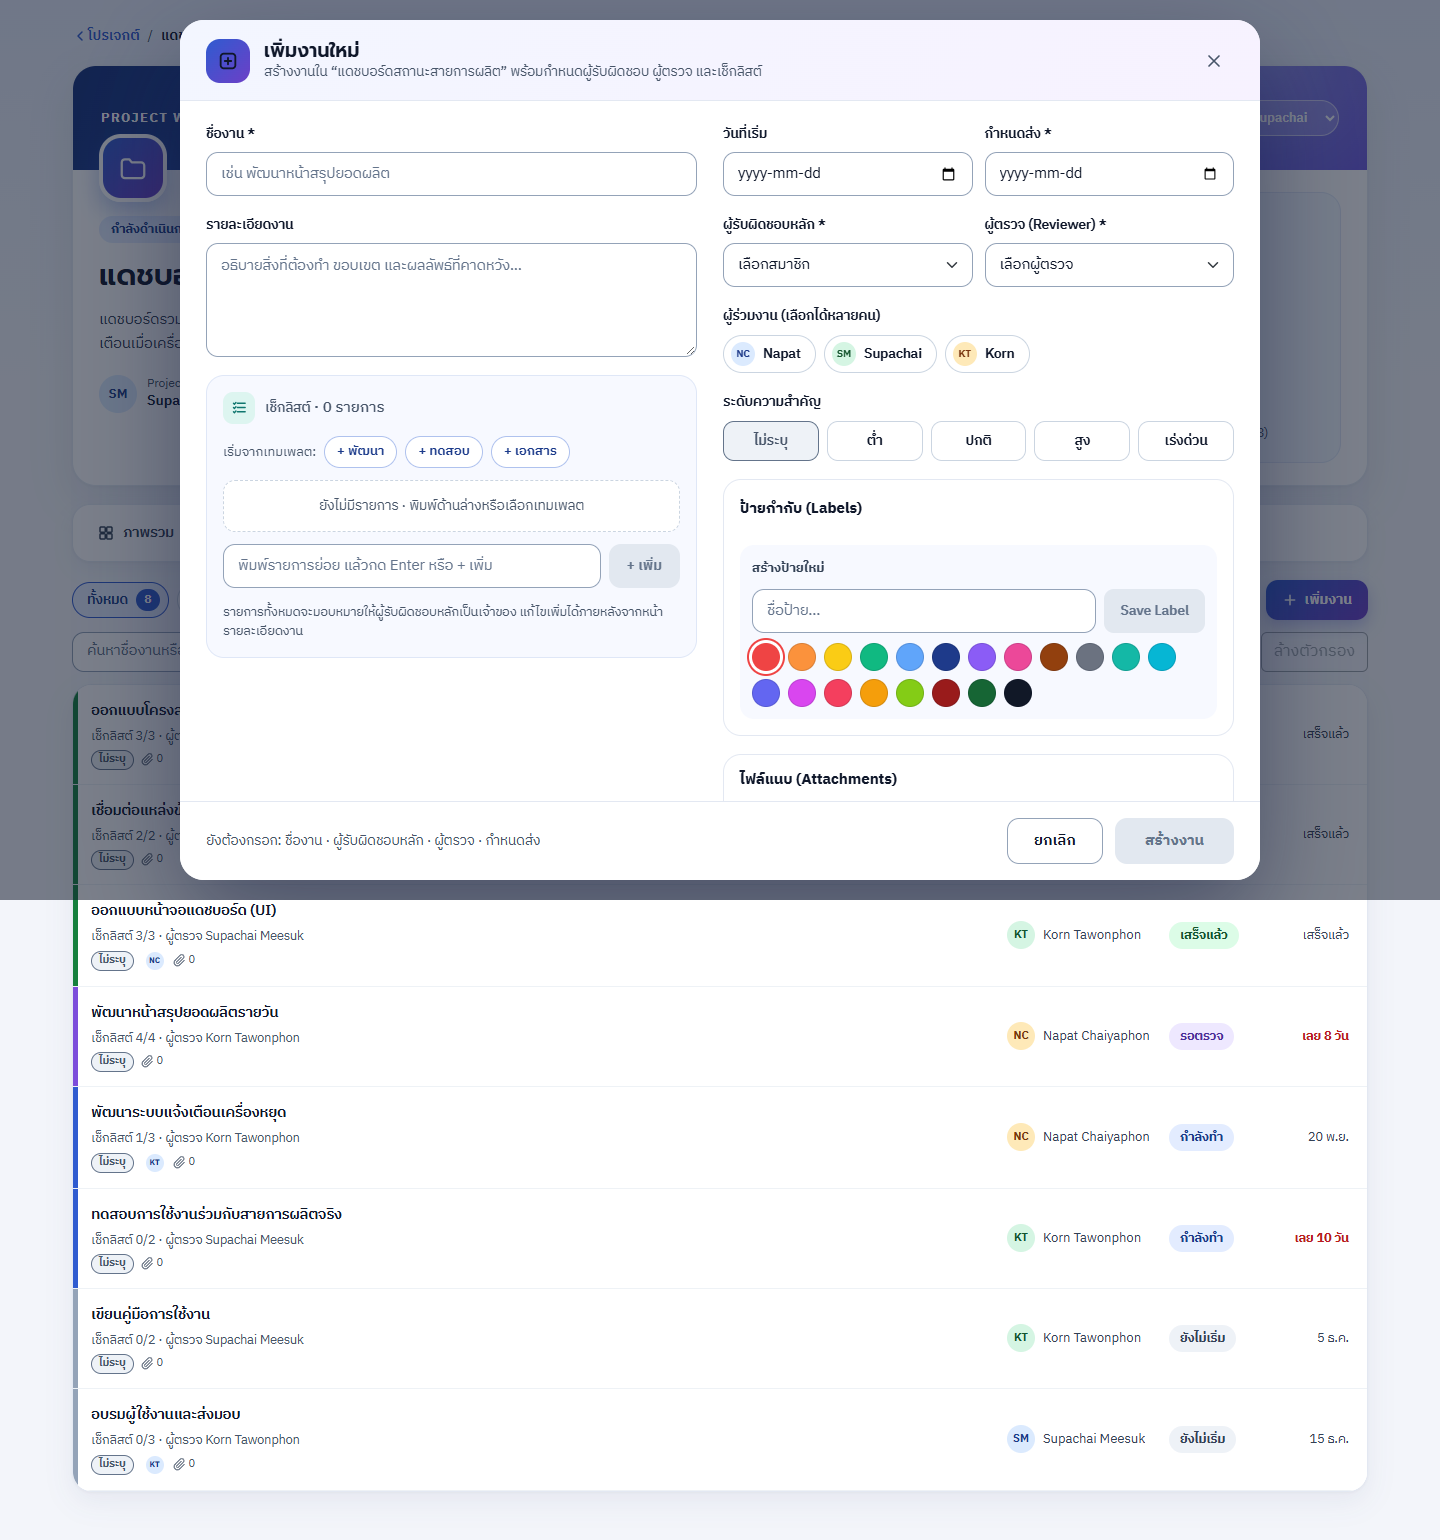 โปรเจกต์ /
เพิ่มงานใหม่
สร้างงานใน “แดชบอร์ดสถานะสายการผลิต” พร้อมกำหนดผู้รับผิดชอบ ผู้ตรวจ และเช็กลิสต์
PROJECT
upachai
ชื่องาน *
เช่น พัฒนาหน้าสรุปยอดผลิต
รายละเอียดงาน
อธิบายสิ่งที่ต้องทำ ขอบเขต และผลลัพธ์ที่คาดหวัง...
เช็กลิสต์ · 0 รายการ
เริ่มจากเทมเพลต: + พัฒนา + ทดสอบ + เอกสาร
ยังไม่มีรายการ · พิมพ์ด้านล่างหรือเลือกเทมเพลต
พิมพ์รายการย่อย แล้วกด Enter หรือ + เพิ่ม + เพิ่ม
รายการทั้งหมดจะมอบหมายให้ผู้รับผิดชอบหลักเป็นเจ้าของ แก้ไขเพิ่มได้ภายหลังจากหน้า
รายละเอียดงาน
วันที่เริ่ม กำหนดส่ง *
yyyy-mm-dd yyyy-mm-dd
ผู้รับผิดชอบหลัก * ผู้ตรวจ (Reviewer) *
เลือกสมาชิก เลือกผู้ตรวจ
ผู้ร่วมงาน (เลือกได้หลายคน)
NC Napat SM Supachai KT Korn
ระดับความสำคัญ
ไม่ระบุ ต่ำ ปกติ สูง เร่งด่วน
ป้ายกำกับ (Labels)
สร้างป้ายใหม่
ชื่อป้าย... Save Label
ไฟล์แนบ (Attachments)
ยังต้องกรอก: ชื่องาน · ผู้รับผิดชอบหลัก · ผู้ตรวจ · กำหนดส่ง
ยกเลิก สร้างงาน
SM
ภาพรวม
ทั้งหมด 8
+ เพิ่มงาน
ล้างตัวกรอง
เช็กลิสต์ 3/3 ·
ไม่ระบุ 0
เสร็จแล้ว
เช็กลิสต์ 2/2 ·
ไม่ระบุ 0
เสร็จแล้ว
ออกแบบหน้าจอแดชบอร์ด (UI)
เช็กลิสต์ 3/3 · ผู้ตรวจ Supachai Meesuk
ไม่ระบุ NC 0
KT Korn Tawonphon เสร็จแล้ว เสร็จแล้ว
พัฒนาหน้าสรุปยอดผลิตรายวัน
เช็กลิสต์ 4/4 · ผู้ตรวจ Korn Tawonphon
ไม่ระบุ 0
NC Napat Chaiyaphon รอตรวจ เลย 8 วัน
พัฒนาระบบแจ้งเตือนเครื่องหยุด
เช็กลิสต์ 1/3 · ผู้ตรวจ Korn Tawonphon
ไม่ระบุ KT 0
NC Napat Chaiyaphon กำลังทำ 20 พ.ย.
ทดสอบการใช้งานร่วมกับสายการผลิตจริง
เช็กลิสต์ 0/2 · ผู้ตรวจ Supachai Meesuk
ไม่ระบุ 0
KT Korn Tawonphon กำลังทำ เลย 10 วัน
เขียนคู่มือการใช้งาน
เช็กลิสต์ 0/2 · ผู้ตรวจ Supachai Meesuk
ไม่ระบุ 0
KT Korn Tawonphon ยังไม่เริ่ม 5 ธ.ค.
อบรมผู้ใช้งานและส่งมอบ
เช็กลิสต์ 0/3 · ผู้ตรวจ Korn Tawonphon
ไม่ระบุ KT 0
SM Supachai Meesuk ยังไม่เริ่ม 15 ธ.ค.